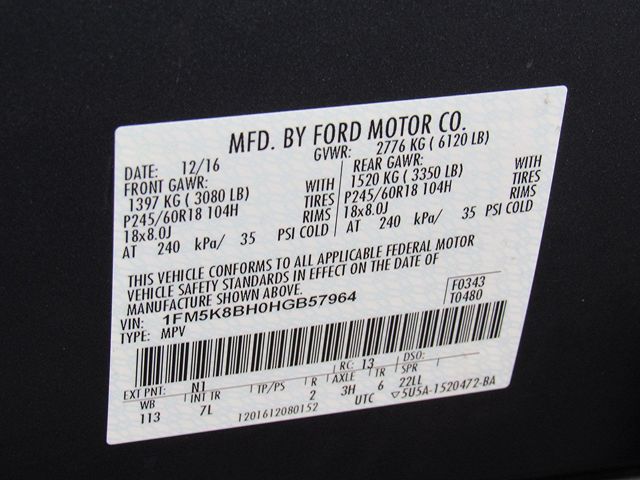 MFD. BY FORD MOTOR CO.
DATE: 12/16 GVWR: 2776 KG ( 6120 LB)
FRONT GAWR: REAR GAWR:
1397 KG ( 3080 LB) WITH 1520 KG ( 3350 LB) WITH
P245/60R18 104H TIRES P245/60R18 104H TIRES
18x8.0J RIMS 18x8.0J RIMS
AT 240 kPa/ 35 PSI COLD AT 240 kPa/ 35 PSI COLD
THIS VEHICLE CONFORMS TO ALL APPLICABLE FEDERAL MOTOR
VEHICLE SAFETY STANDARDS IN EFFECT ON THE DATE OF
MANUFACTURE SHOWN ABOVE.
VIN: 1FM5K8BH0HGB57964 F0343
TYPE: MPV T0480
EXT PNT: N1 RC: 13 DSO:
WB INT TR TP/PS R AXLE TR SPR
113 7L 2 3H 6 22LL
1201612080152 UTC ▽5U5A-1520472-BA